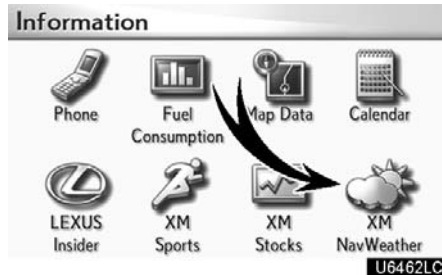 Information
Phone
Fuel
Consumption
Map Data
Calendar
LEXUS
Insider
XM
Sports
XM
Stocks
XM
NavWeather
U6462LC